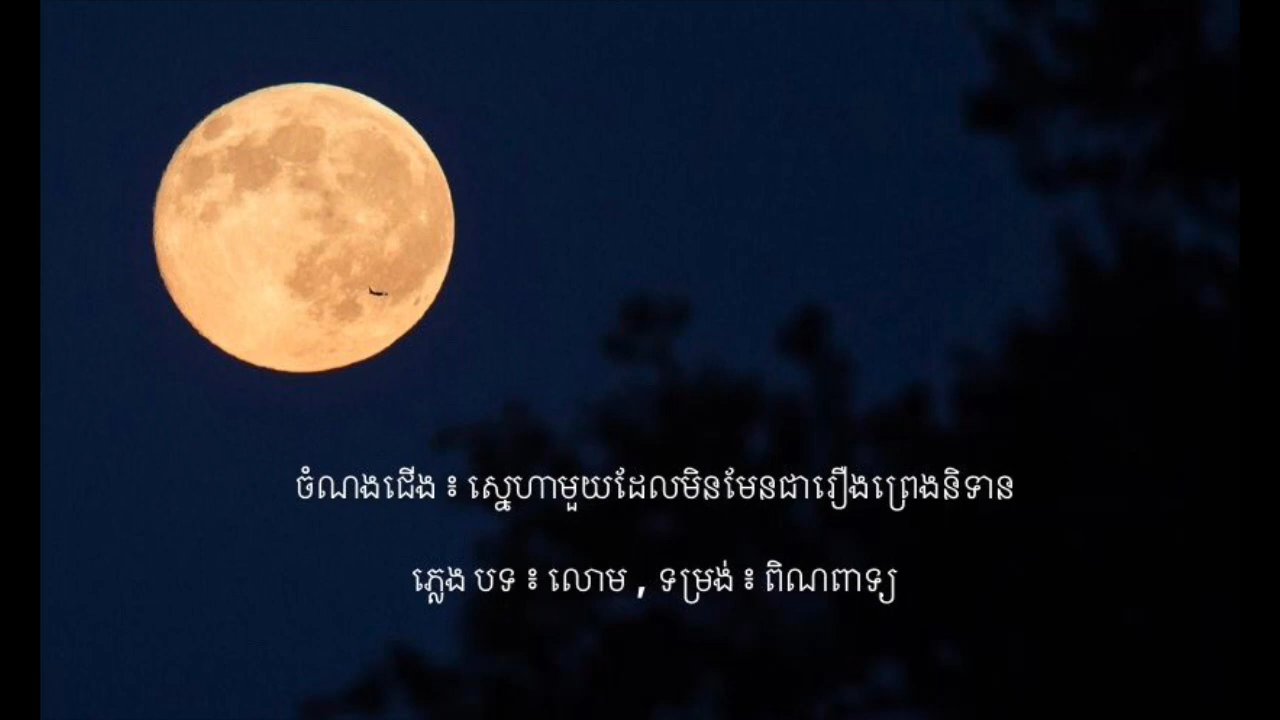 ចំណងជើង ៖ ស្នេហាមួយដែលមិនមែនជារឿងព្រេងនិទាន
ភ្លេង បទ ៖ លោម , ទម្រង់ ៖ ពិណពាទ្យ